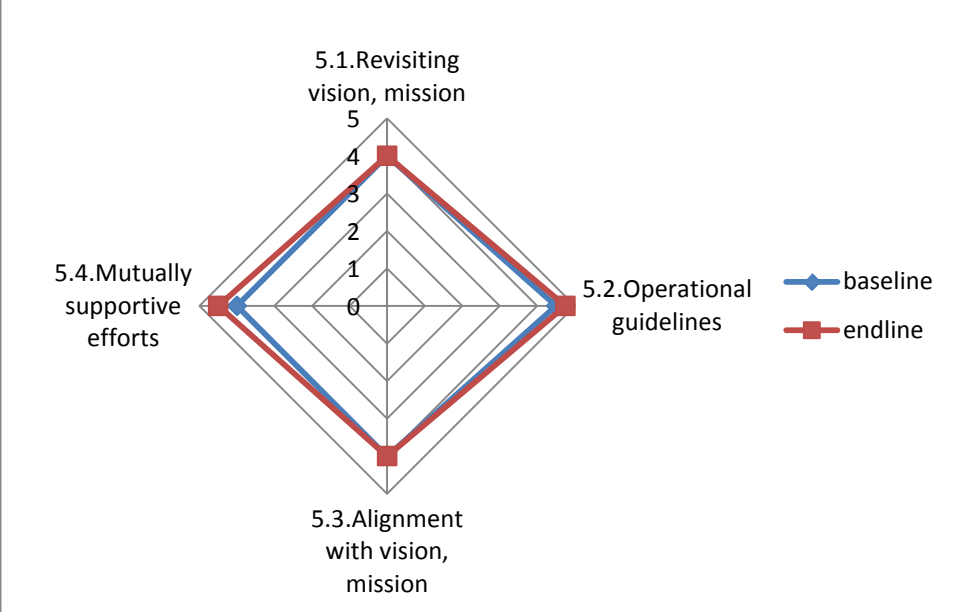 5.1.Revisiting
vision, mission
5
4
3
2
1
0
5.2.Operational
guidelines
5.3.Alignment
with vision,
mission
5.4.Mutually
supportive
efforts
baseline
endline